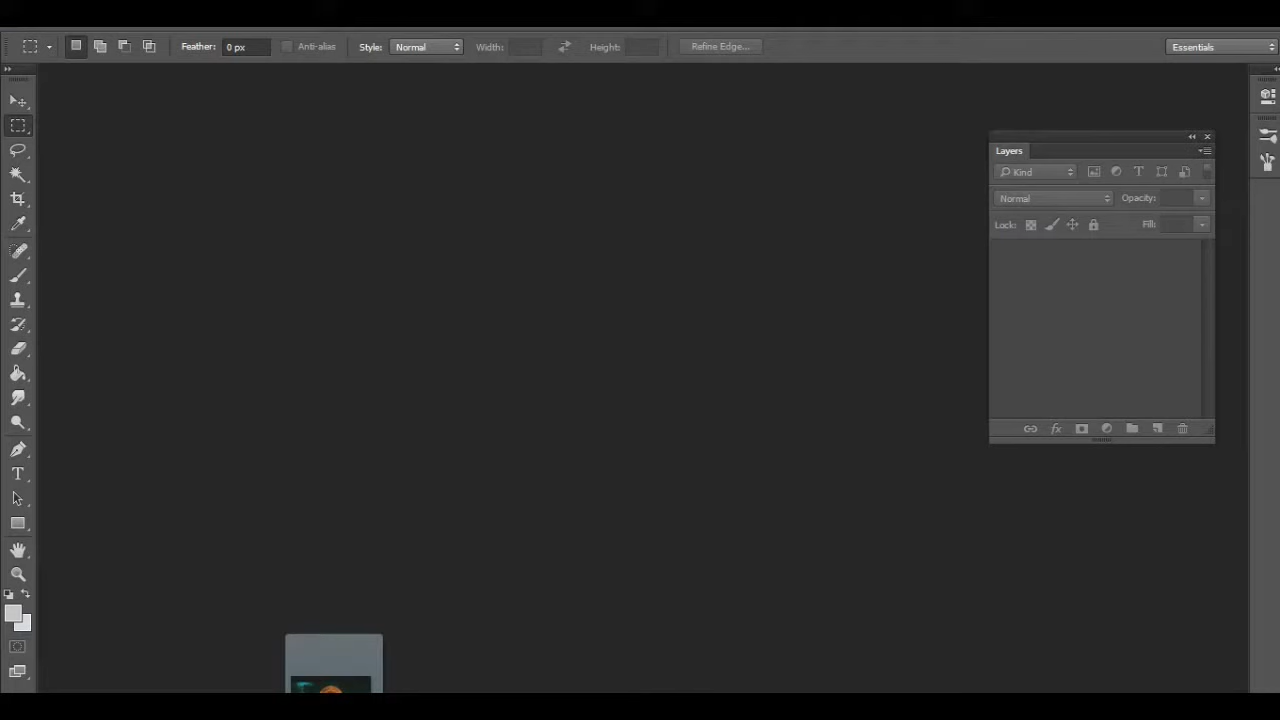 Feather: 0 px Anti-alias Style: Normal Width: Height: Refine Edge... Essentials
Layers
Kind
Normal Opacity:
Lock: Fill: